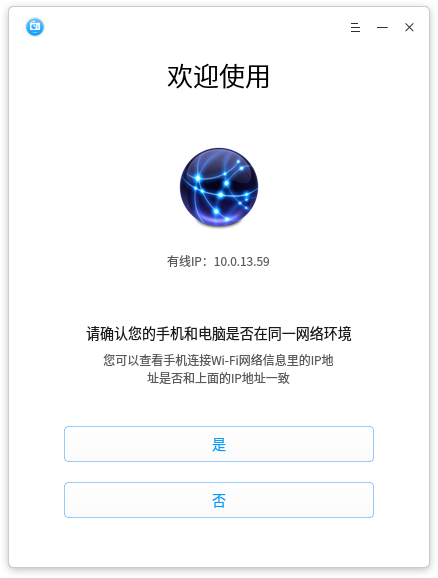 欢迎使用
有线IP：10.0.13.59
请确认您的手机和电脑是否在同一网络环境
您可以查看手机连接Wi-Fi网络信息里的IP地
址是否和上面的IP地址一致
是
否